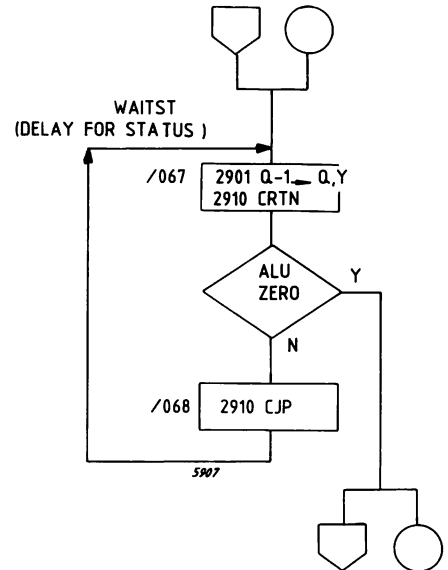 WAITST
(DELAY FOR STATUS)
/067
2901 Q-1 → Q,Y
2910 CRTN
ALU
ZERO
Y
N
/068
2910 CJP
5907